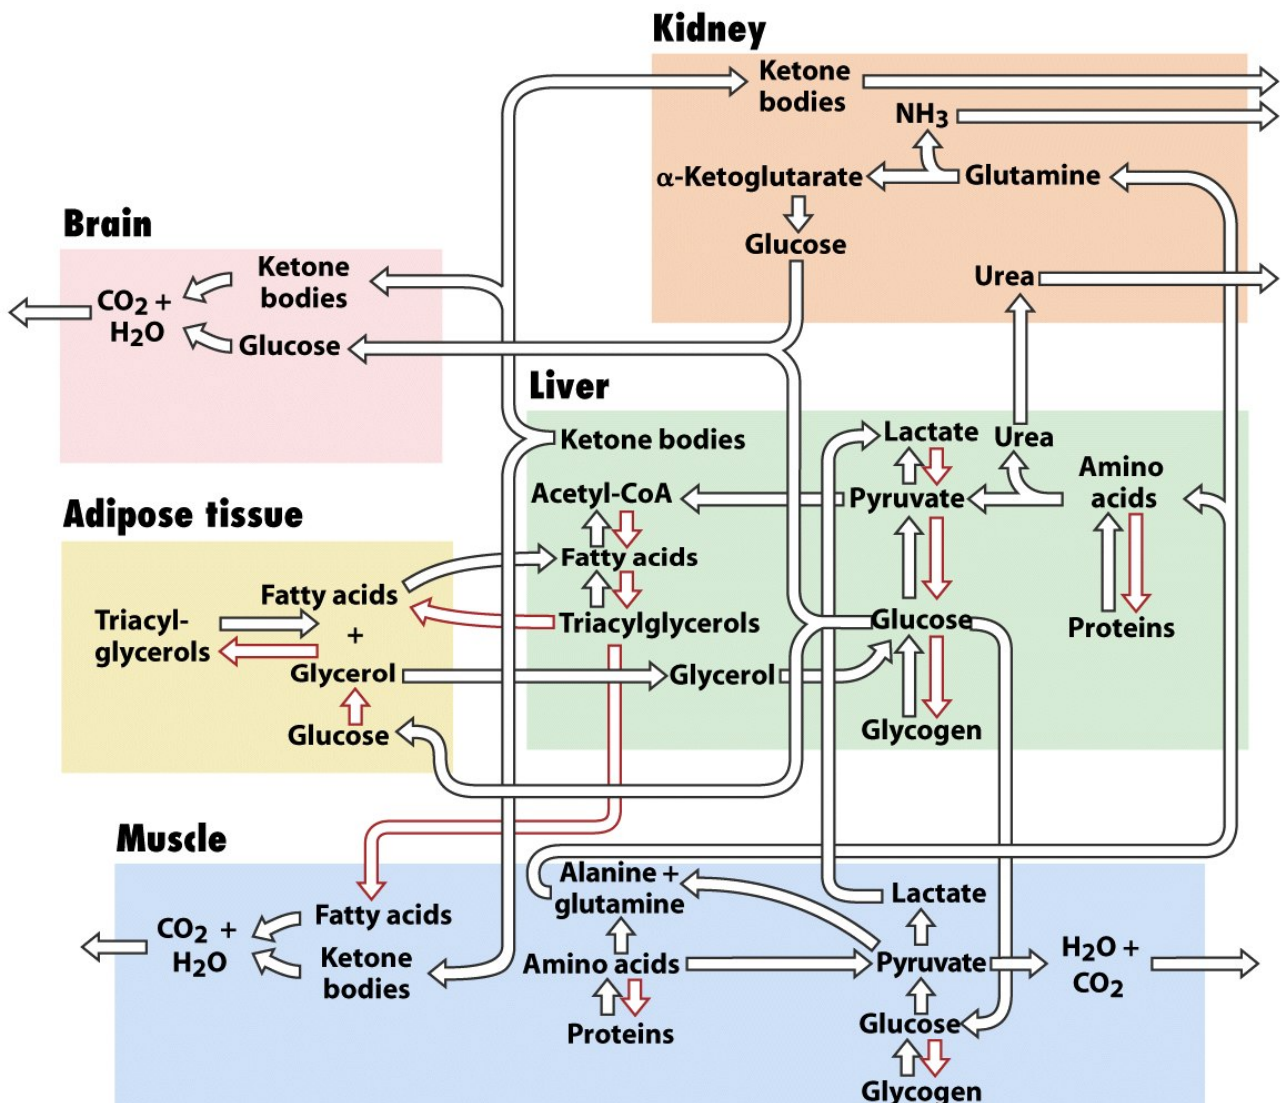 Kidney
Ketone
bodies
NH3
α-Ketoglutarate
Glutamine
Glucose
Urea
Brain
Ketone
bodies
CO2 +
H2O
Glucose
Liver
Ketone bodies
Lactate
Urea
Amino
acids
Acetyl-CoA
Pyruvate
Fatty acids
Triacylglycerols
Glucose
Proteins
Glycerol
Glycogen
Adipose tissue
Fatty acids
Triacyl-
glycerols
+
Glycerol
Glucose
Muscle
Alanine +
glutamine
Lactate
Fatty acids
CO2 +
H2O
Ketone
bodies
Amino acids
Pyruvate
H2O +
CO2
Proteins
Glucose
Glycogen